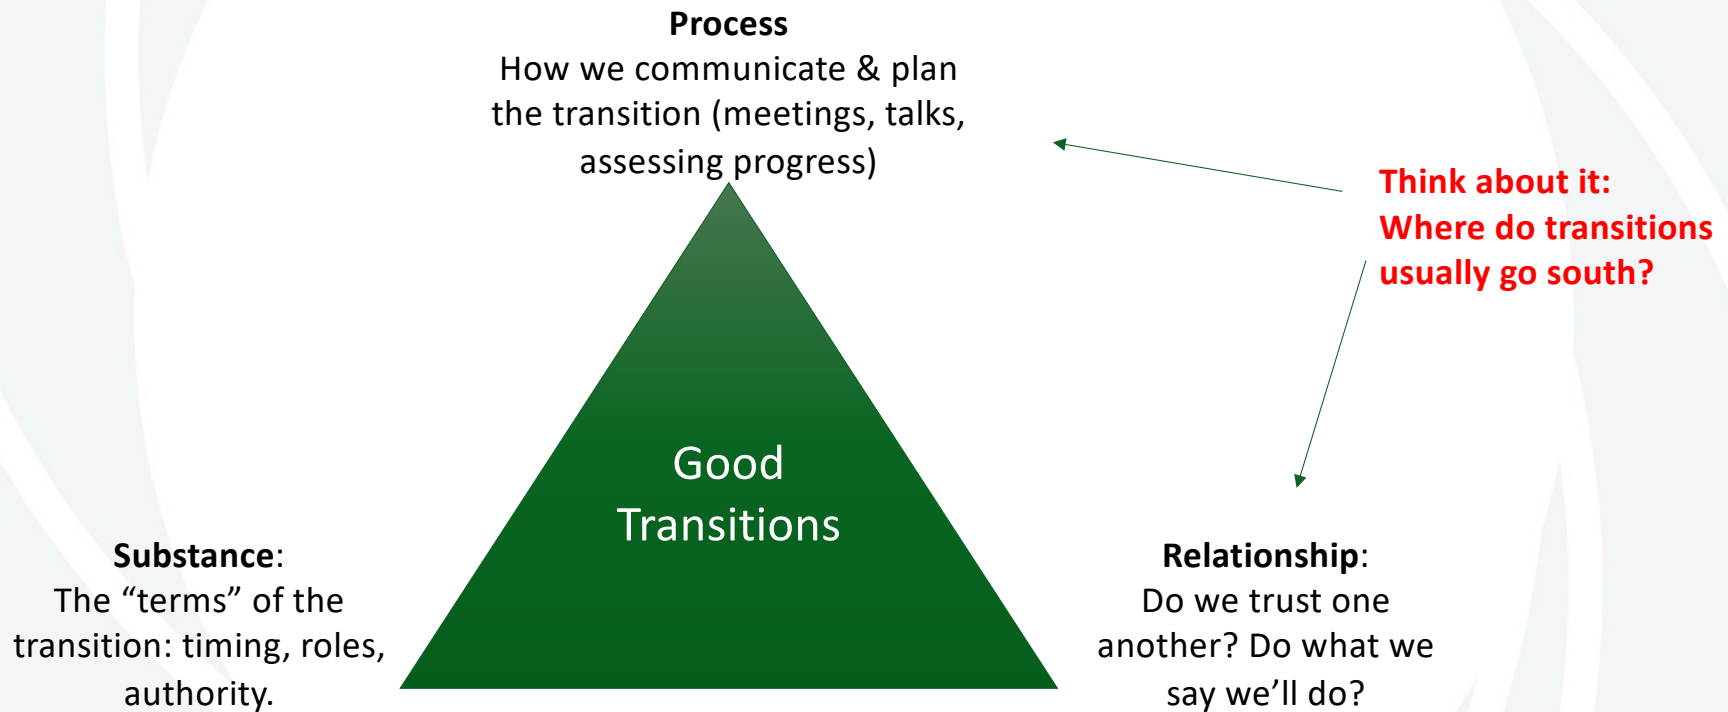 Process
How we communicate & plan
the transition (meetings, talks,
assessing progress)
Think about it:
Where do transitions
usually go south?
Good
Transitions
Substance:
The “terms” of the
transition: timing, roles,
authority.
Relationship:
Do we trust one
another? Do what we
say we’ll do?